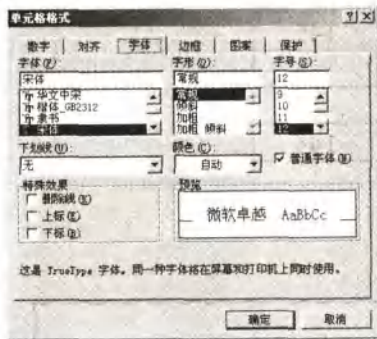 单元格格式
数字 对齐 字体 边框 图案 保护
字体(F): 字形(O): 字号(S):
宋体 常规 12
华文中宋 常规 9
楷体_GB2312 倾斜 10
隶书 加粗 11
宋体 加粗 倾斜 12
下划线(U): 颜色(C):
无 自动 普通字体(N)
特殊效果 预览
删除线(K)
上标(E)
下标(B)
微软卓越 AaBbCc
这是 TrueType 字体。同一种字体将在屏幕和打印机上同时使用。
确定 取消